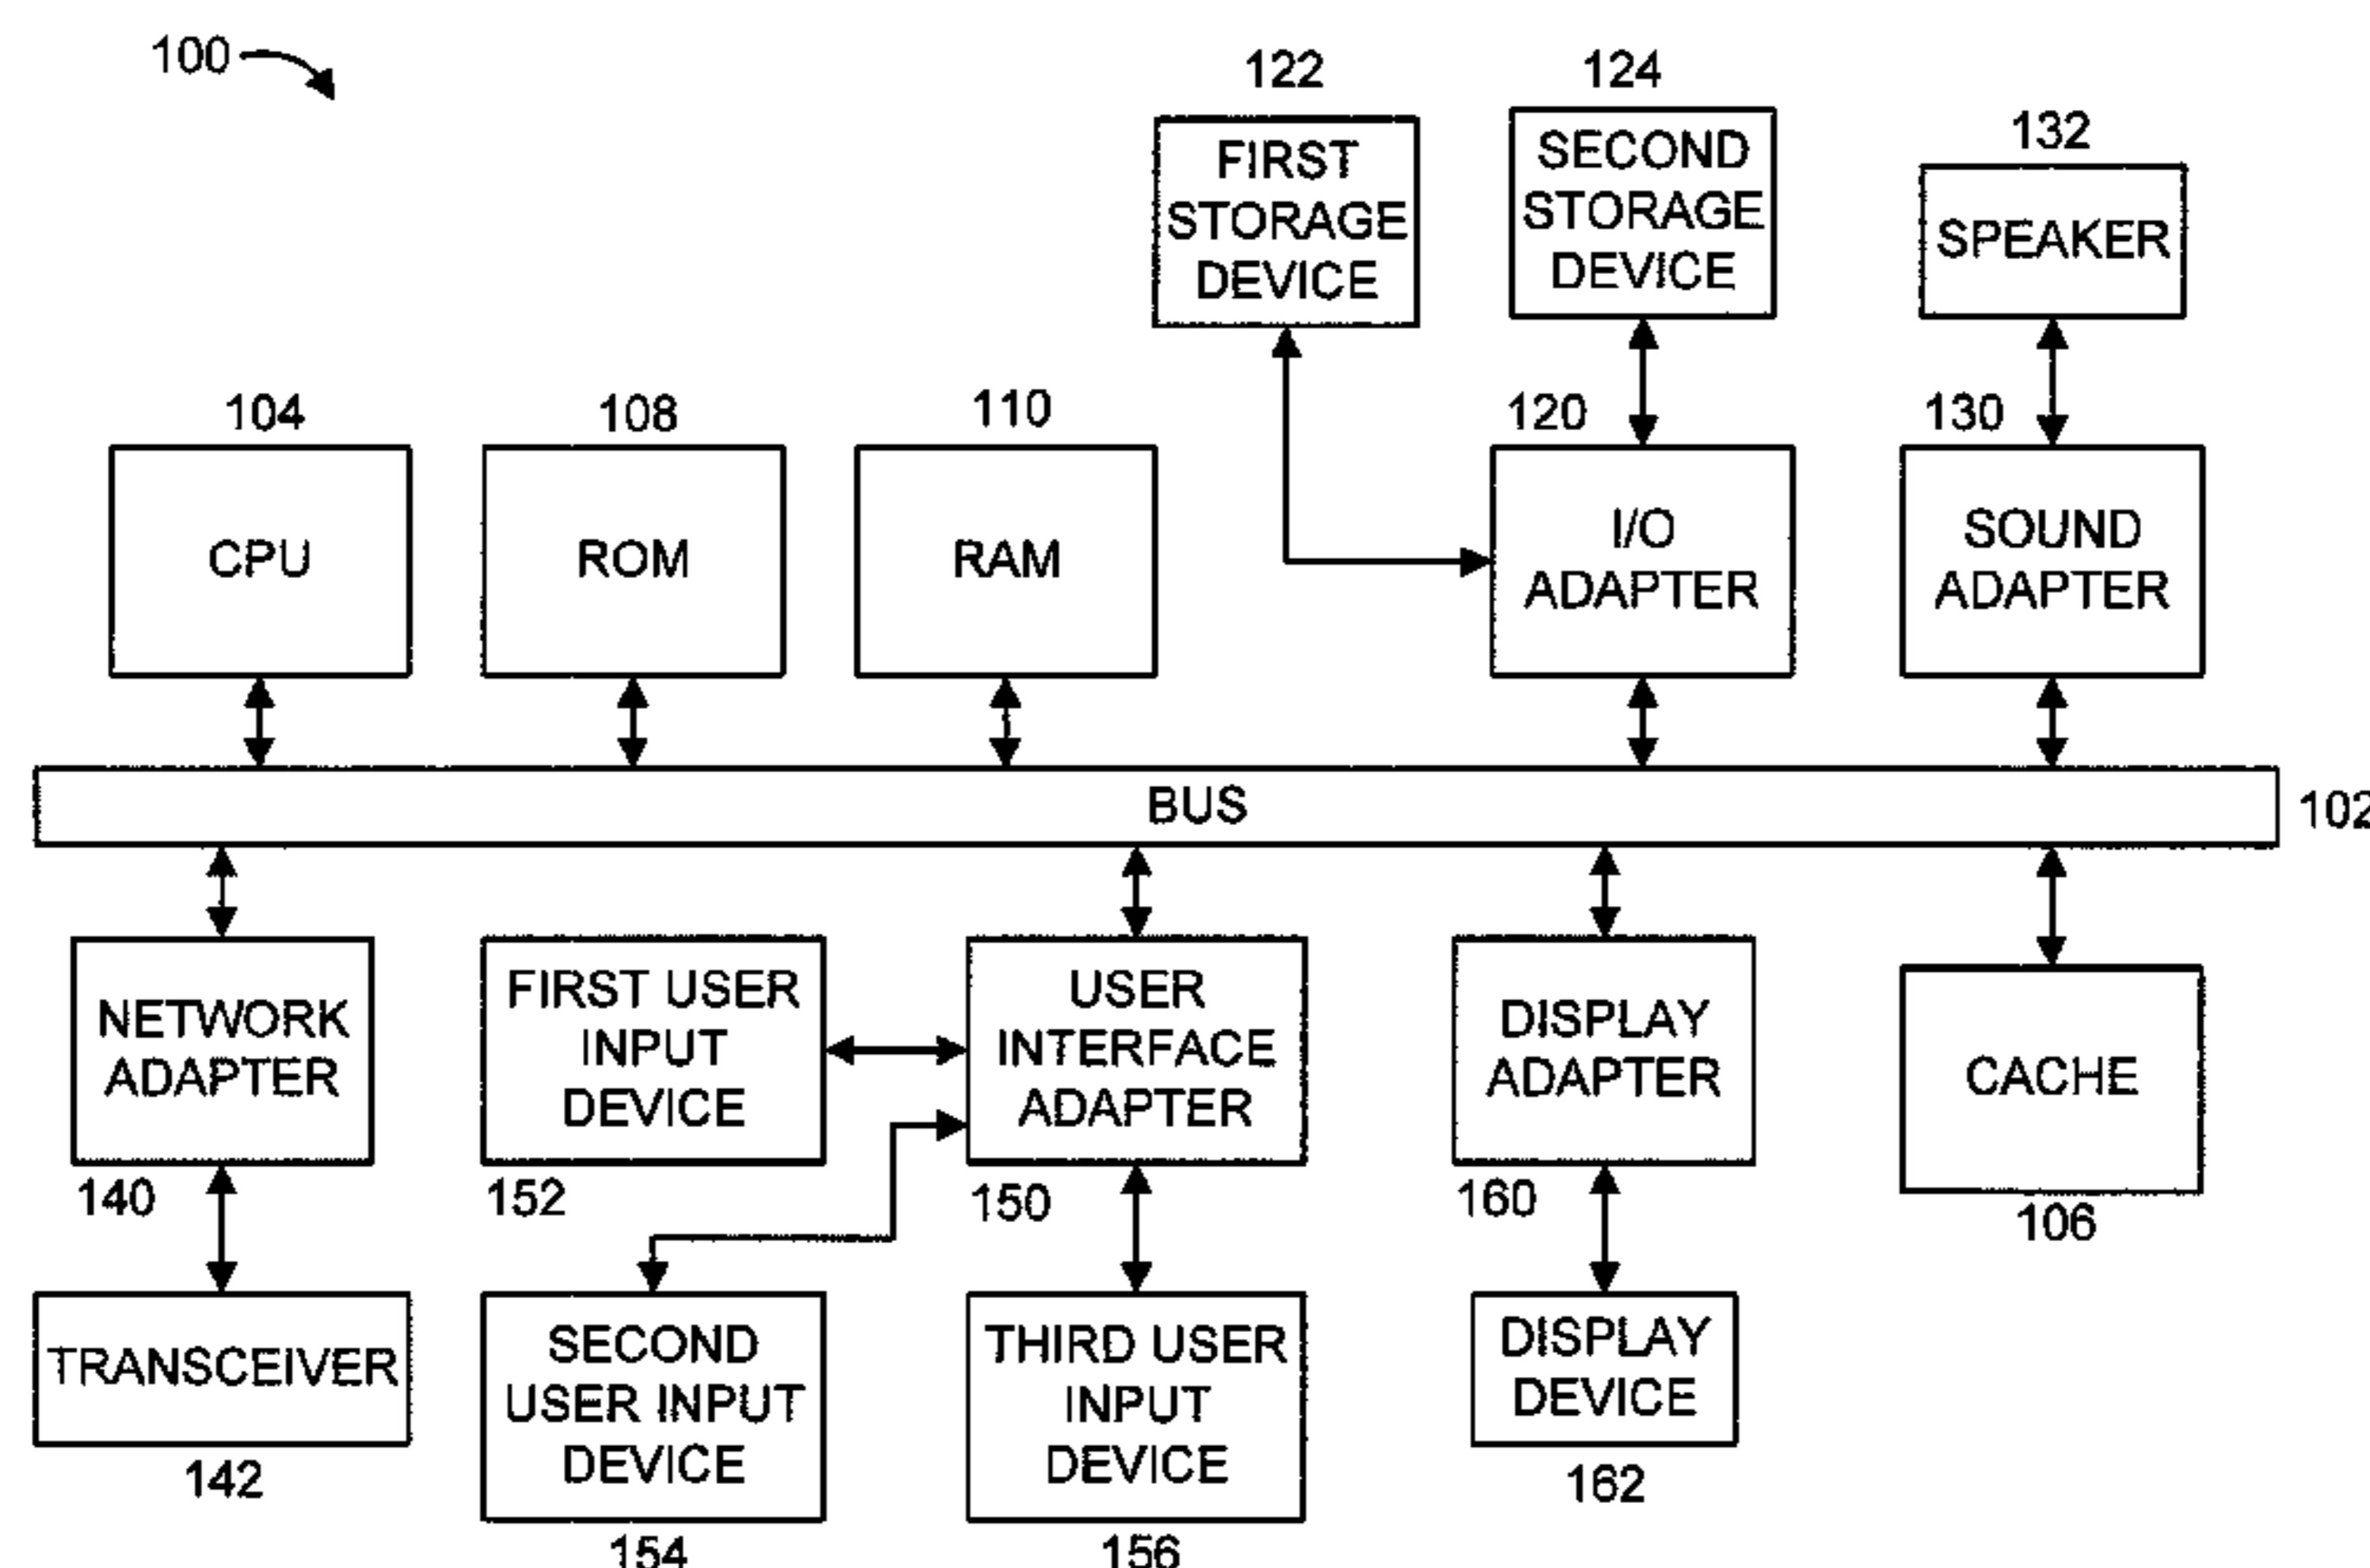 100
122
FIRST
STORAGE
DEVICE
124
SECOND
STORAGE
DEVICE
132
SPEAKER
104
CPU
108
ROM
110
RAM
120
I/O
ADAPTER
130
SOUND
ADAPTER
BUS
102
NETWORK
ADAPTER
140
FIRST USER
INPUT
DEVICE
152
USER
INTERFACE
ADAPTER
150
DISPLAY
ADAPTER
160
CACHE
106
TRANSCEIVER
142
SECOND
USER INPUT
DEVICE
154
THIRD USER
INPUT
DEVICE
156
DISPLAY
DEVICE
162